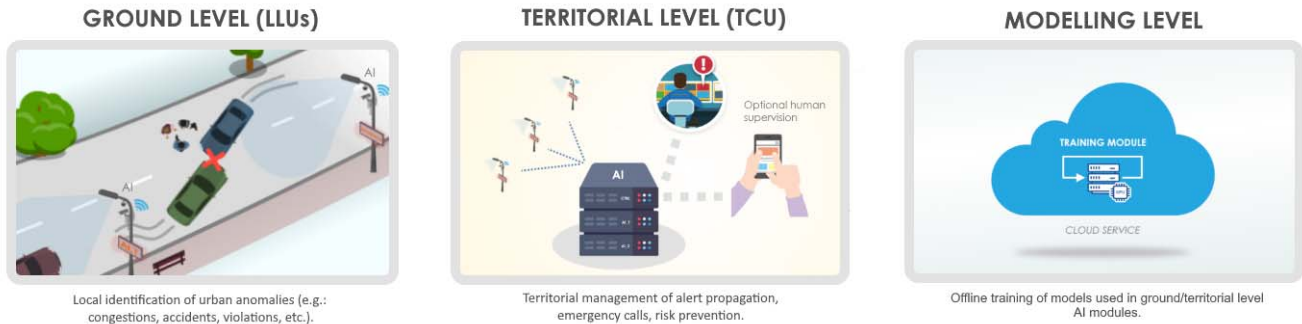 GROUND LEVEL (LLUs)
AI
AI
Local identification of urban anomalies (e.g.:
congestions, accidents, violations, etc.).
TERRITORIAL LEVEL (TCU)
Optional human
supervision
AI
Territorial management of alert propagation,
emergency calls, risk prevention.
MODELLING LEVEL
TRAINING MODULE
CLOUD SERVICE
Offline training of models used in ground/territorial level
AI modules.